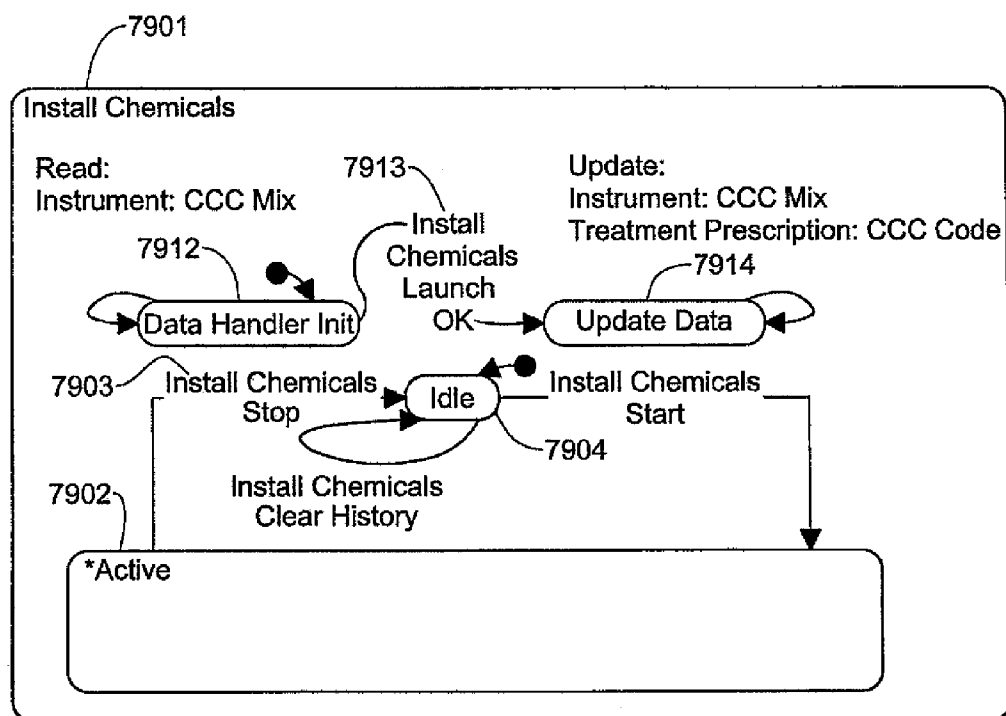 7901
Install Chemicals
Read:
Instrument: CCC Mix
7913
Install
Chemicals
Launch
OK
Update:
Instrument: CCC Mix
Treatment Prescription: CCC Code
7912
7914
Data Handler Init
Update Data
7903
Install Chemicals
Stop
Idle
Install Chemicals
Start
7904
Install Chemicals
Clear History
7902
*Active